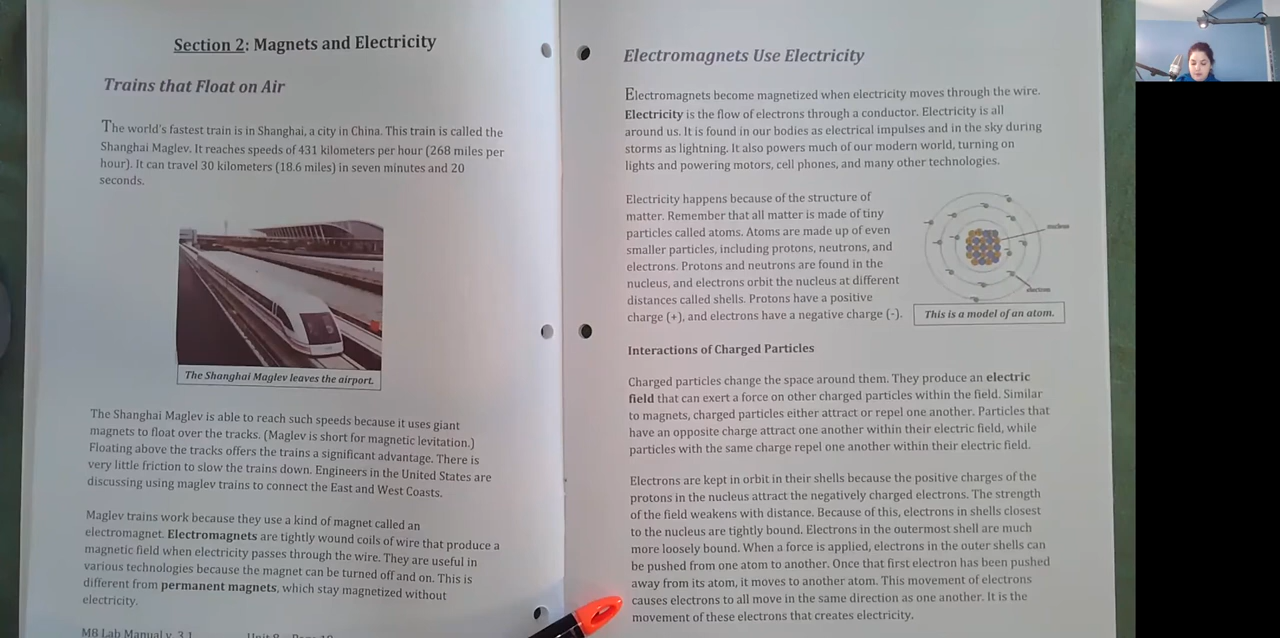 Section 2: Magnets and Electricity
Trains that Float on Air
The world's fastest train is in Shanghai, a city in China. This train is called the
Shanghai Maglev. It reaches speeds of 431 kilometers per hour (268 miles per
hour). It can travel 30 kilometers (18.6 miles) in seven minutes and 20
seconds.
The Shanghai Maglev leaves the airport.
The Shanghai Maglev is able to reach such speeds because it uses giant
magnets to float over the tracks. (Maglev is short for magnetic levitation.)
Floating above the tracks offers the trains a significant advantage. There is
very little friction to slow the trains down. Engineers in the United States are
discussing using maglev trains to connect the East and West Coasts.
Maglev trains work because they use a kind of magnet called an
electromagnet. Electromagnets are tightly wound coils of wire that produce a
magnetic field when electricity passes through the wire. They are useful in
various technologies because the magnet can be turned off and on. This is
different from permanent magnets, which stay magnetized without
electricity.
M8 Lab Manual v. 3.1
Electromagnets Use Electricity
Electromagnets become magnetized when electricity moves through the wire.
Electricity is the flow of electrons through a conductor. Electricity is all
around us. It is found in our bodies as electrical impulses and in the sky during
storms as lightning. It also powers much of our modern world, turning on
lights and powering motors, cell phones, and many other technologies.
Electricity happens because of the structure of
matter. Remember that all matter is made of tiny
particles called atoms. Atoms are made up of even
smaller particles, including protons, neutrons, and
electrons. Protons and neutrons are found in the
nucleus, and electrons orbit the nucleus at different
distances called shells. Protons have a positive
charge (+), and electrons have a negative charge (-).
nucleus
electron
This is a model of an atom.
Interactions of Charged Particles
Charged particles change the space around them. They produce an electric
field that can exert a force on other charged particles within the field. Similar
to magnets, charged particles either attract or repel one another. Particles that
have an opposite charge attract one another within their electric field, while
particles with the same charge repel one another within their electric field.
Electrons are kept in orbit in their shells because the positive charges of the
protons in the nucleus attract the negatively charged electrons. The strength
of the field weakens with distance. Because of this, electrons in shells closest
to the nucleus are tightly bound. Electrons in the outermost shell are much
more loosely bound. When a force is applied, electrons in the outer shells can
be pushed from one atom to another. Once that first electron has been pushed
away from its atom, it moves to another atom. This movement of electrons
causes electrons to all move in the same direction as one another. It is the
movement of these electrons that creates electricity.